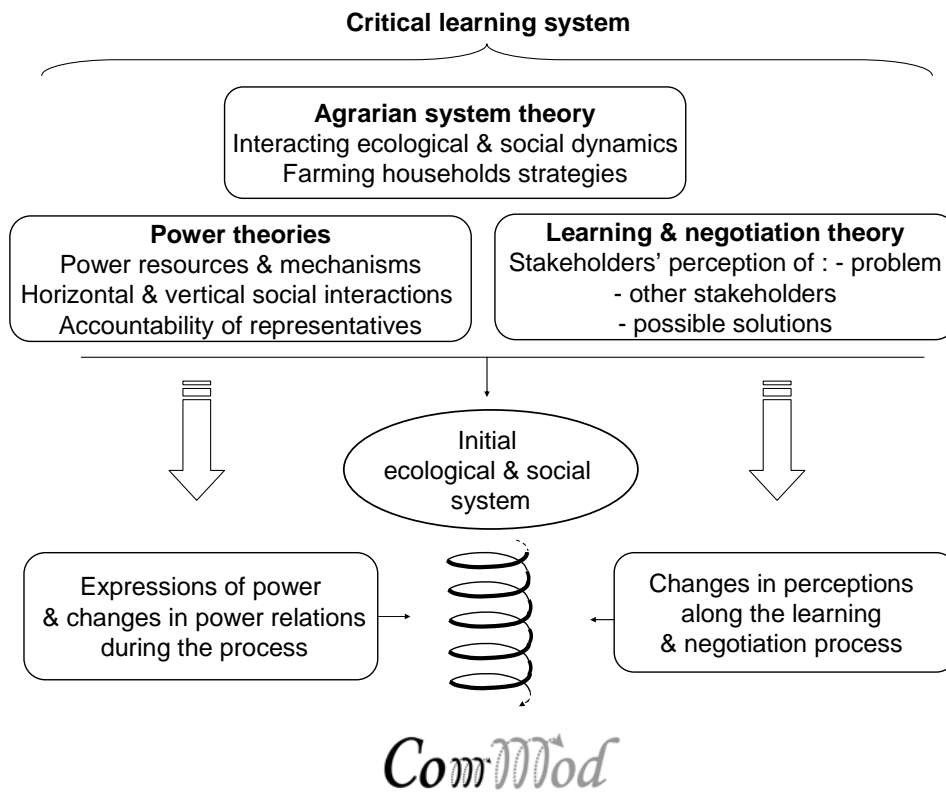 Critical learning system
Agrarian system theory
Interacting ecological & social dynamics
Farming households strategies
Power theories
Power resources & mechanisms
Horizontal & vertical social interactions
Accountability of representatives
Learning & negotiation theory
Stakeholders' perception of : - problem
- other stakeholders
- possible solutions
Initial
ecological & social
system
Expressions of power
& changes in power relations
during the process
Changes in perceptions
along the learning
& negotiation process
ComMod